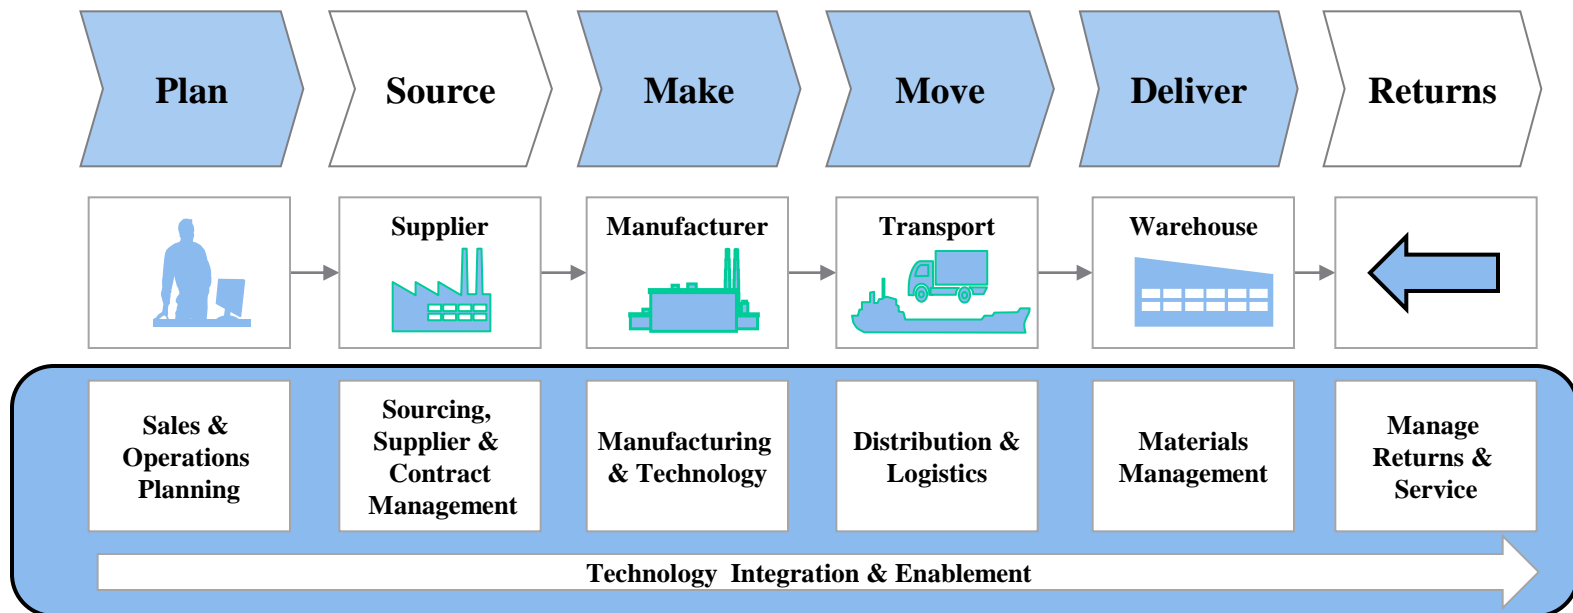 Plan
Source
Make
Move
Deliver
Returns
Supplier
Manufacturer
Transport
Warehouse
Sales &
Operations
Planning
Sourcing,
Supplier &
Contract
Management
Manufacturing
& Technology
Distribution &
Logistics
Materials
Management
Manage
Returns &
Service
Technology  Integration & Enablement